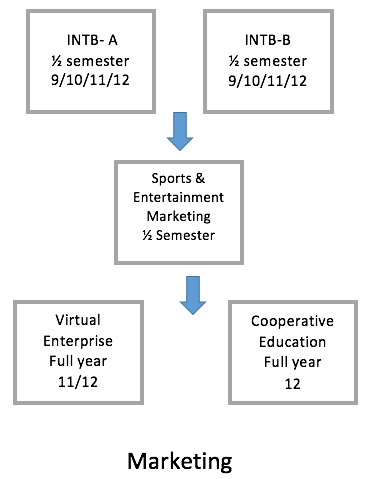 INTB- A
½ semester
9/10/11/12
INTB-B
½ semester
9/10/11/12
Sports &
Entertainment
Marketing
½ Semester
Virtual
Enterprise
Full year
11/12
Cooperative
Education
Full year
12
Marketing